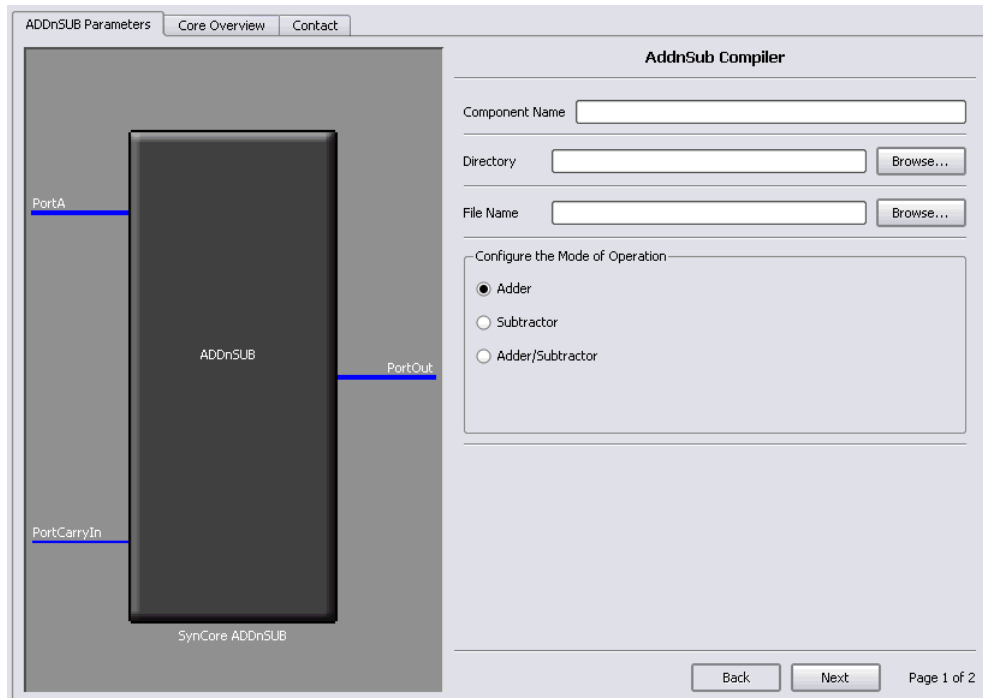 ADDnSUB Parameters
Core Overview
Contact
PortA
ADDnSUB
PortOut
PortCarryIn
SynCore ADDnSUB
AddnSub Compiler
Component Name
Directory
Browse...
File Name
Browse...
Configure the Mode of Operation
Adder
Subtractor
Adder/Subtractor
Back
Next
Page 1 of 2